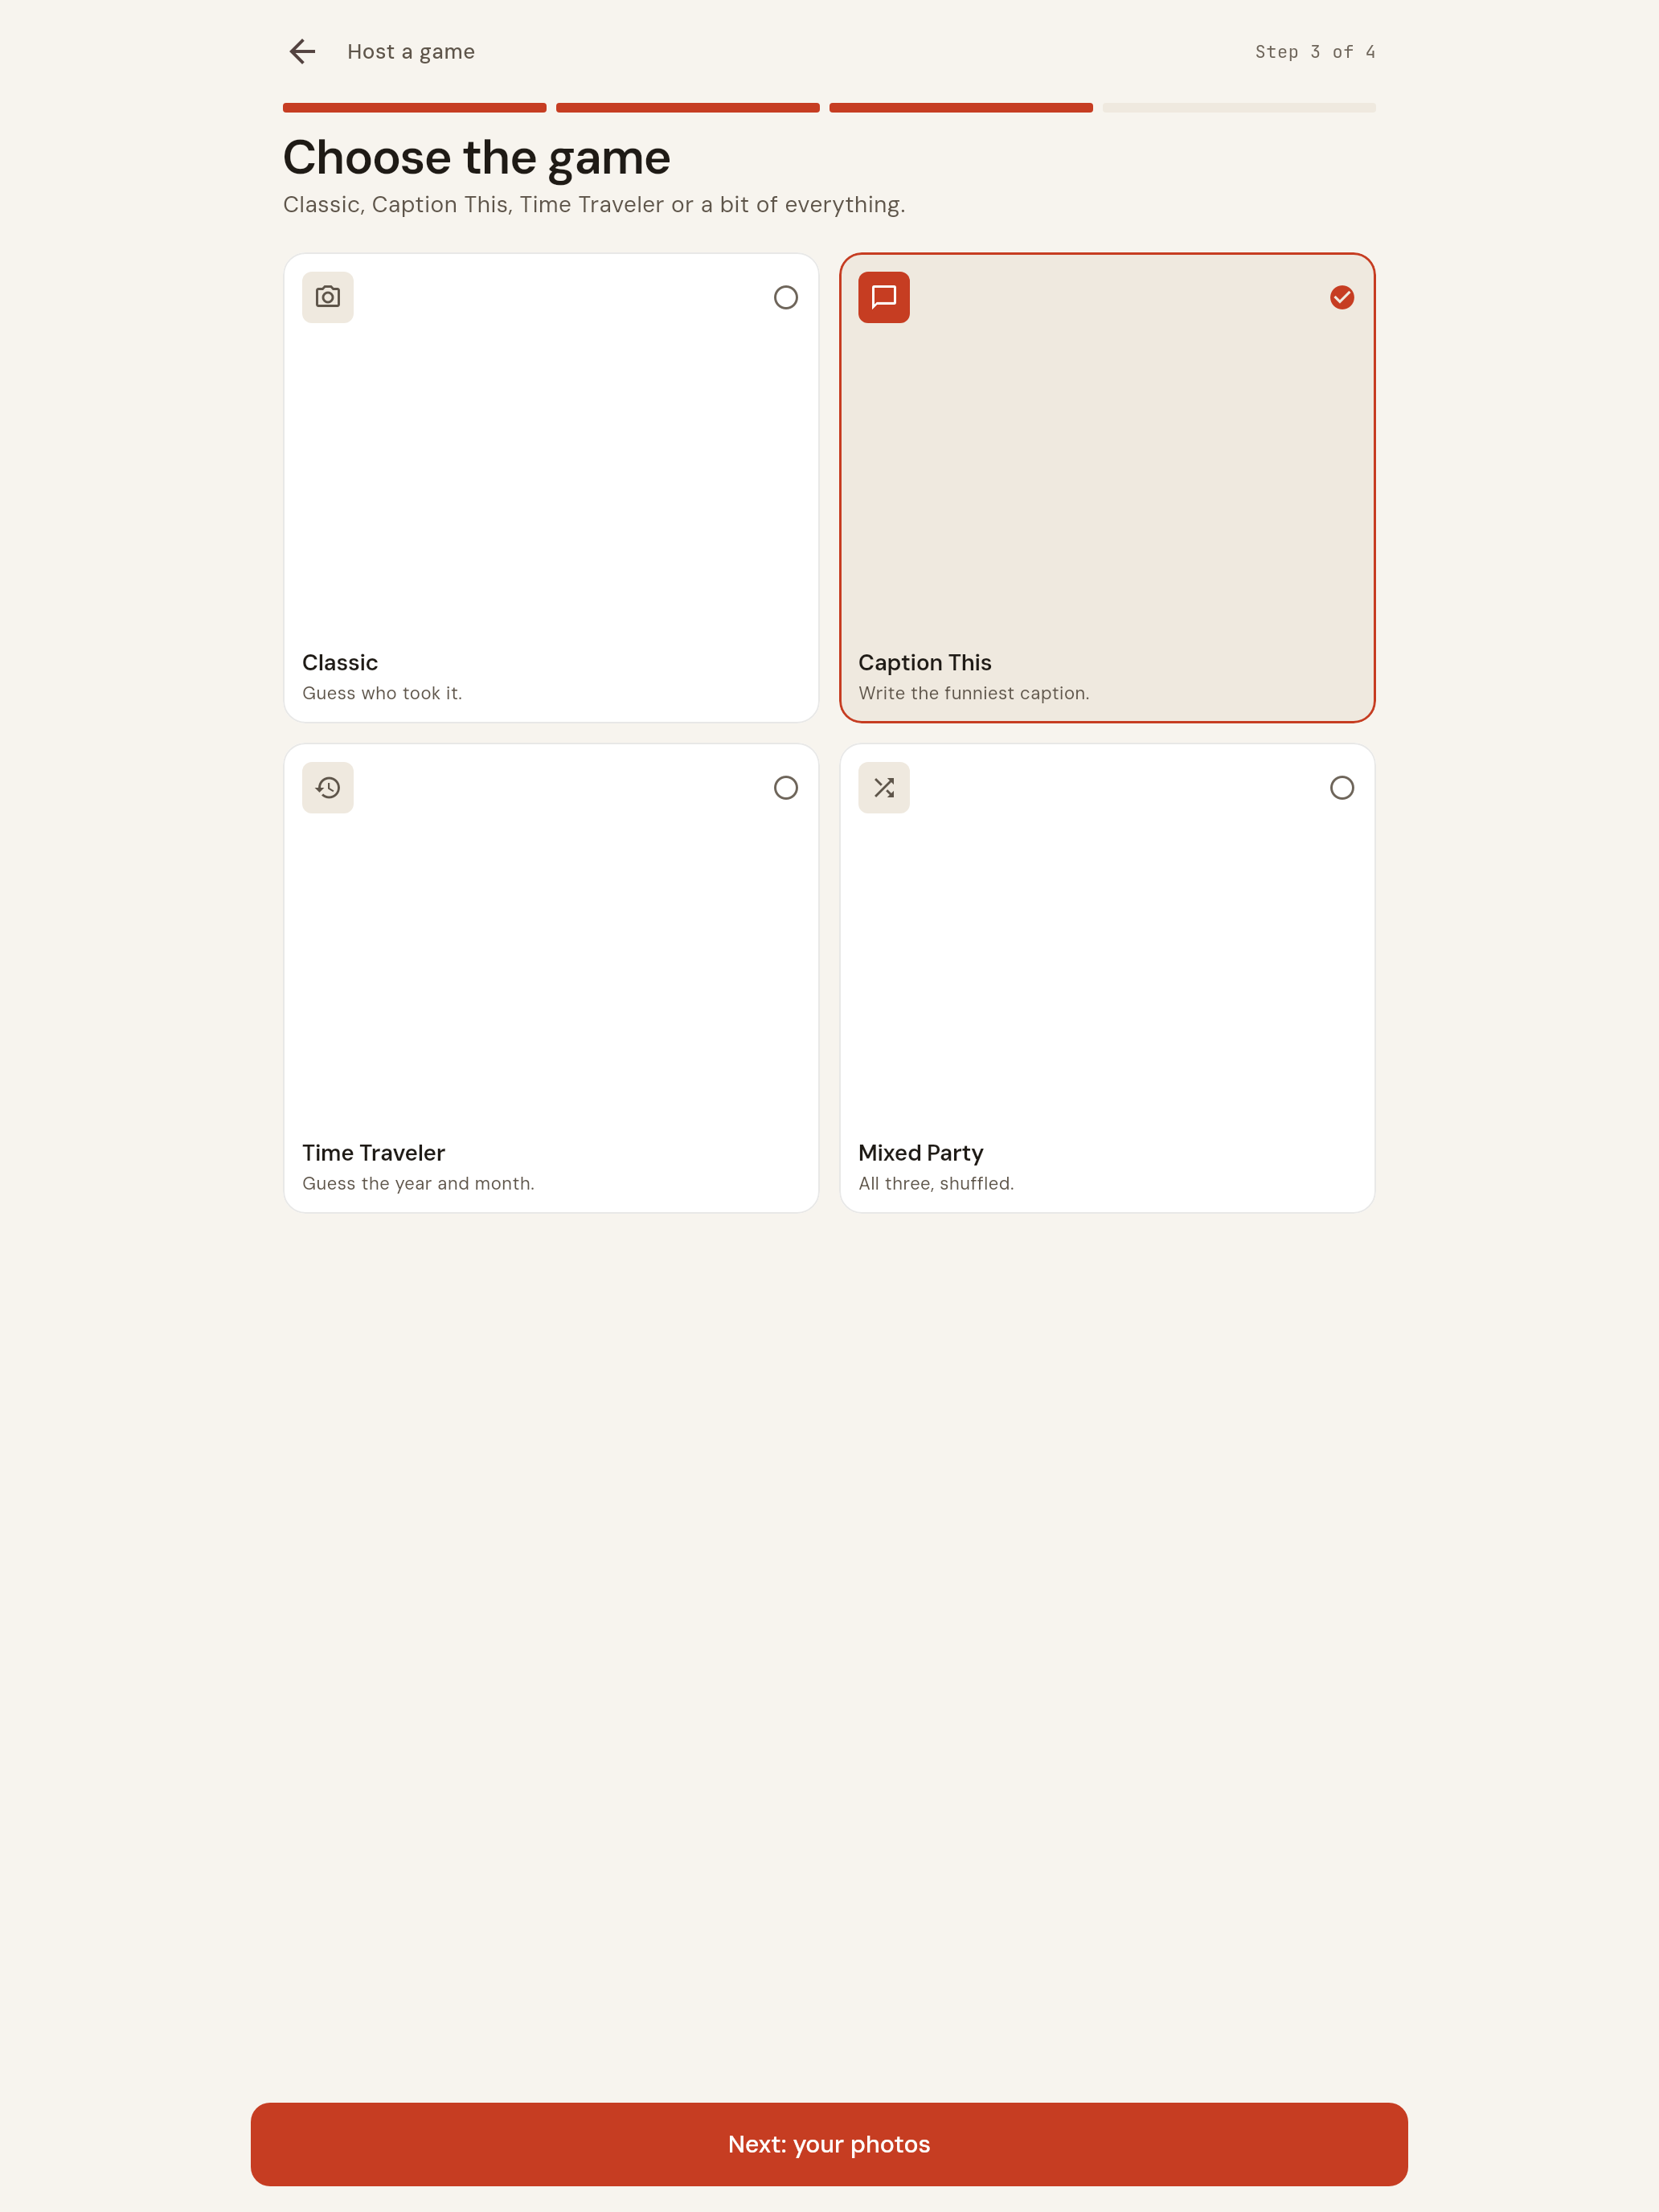 Host a game
Step 3 of 4
Choose the game
Classic, Caption This, Time Traveler or a bit of everything.
Classic
Guess who took it.
Caption This
Write the funniest caption.
Time Traveler
Guess the year and month.
Mixed Party
All three, shuffled.
Next: your photos